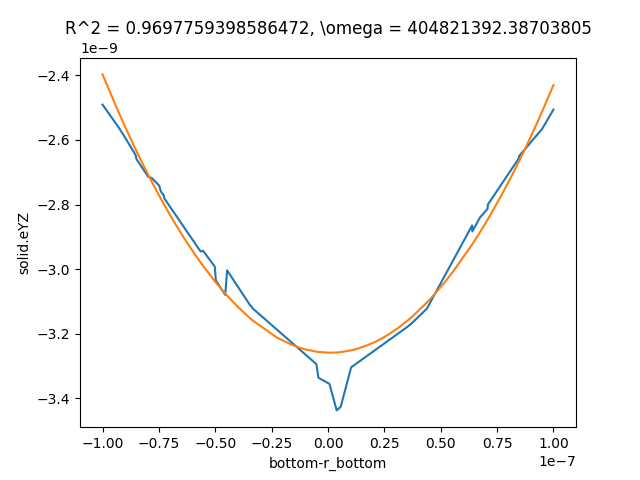 R^2 = 0.9697759398586472, \omega = 404821392.38703805
1e−9
−2.4
−2.6
−2.8
−3.0
−3.2
−3.4
solid.eYZ
−1.00 −0.75 −0.50 −0.25 0.00 0.25 0.50 0.75 1.00
1e−7
bottom-r_bottom